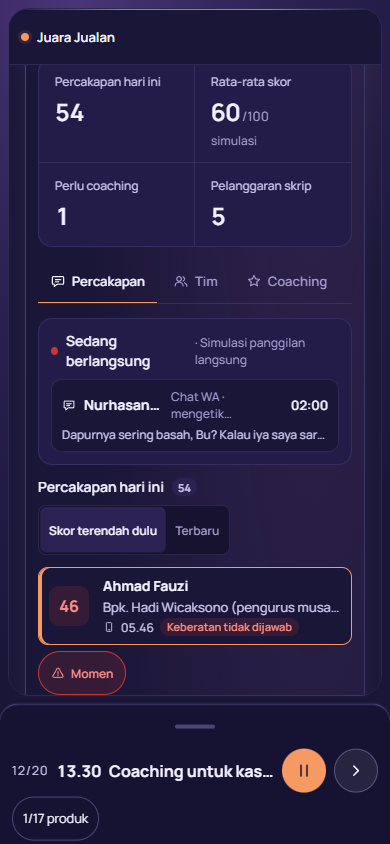 Juara Jualan
Percakapan hari ini
54
Rata-rata skor
60/100
simulasi
Perlu coaching
1
Pelanggaran skrip
5
Percakapan
Tim
Coaching
Sedang berlangsung
· Simulasi panggilan langsung
Nurhasan...
Chat WA · mengetik...
02:00
Dapurnya sering basah, Bu? Kalau iya saya sar...
Percakapan hari ini 54
Skor terendah dulu
Terbaru
46
Ahmad Fauzi
Bpk. Hadi Wicaksono (pengurus musa...
05.46 Keberatan tidak dijawab
Momen
12/20 13.30 Coaching untuk kas...
1/17 produk